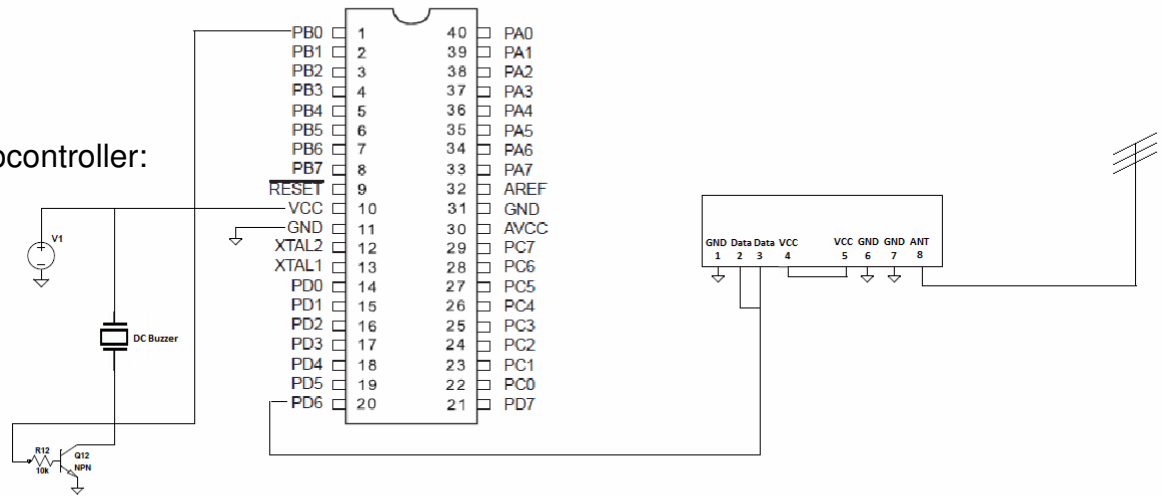 PB0 1 40 PA0
PB1 2 39 PA1
PB2 3 38 PA2
PB3 4 37 PA3
PB4 5 36 PA4
PB5 6 35 PA5
PB6 7 34 PA6
PB7 8 33 PA7
RESET 9 32 AREF
VCC 10 31 GND
GND 11 30 AVCC
XTAL2 12 29 PC7
XTAL1 13 28 PC6
PD0 14 27 PC5
PD1 15 26 PC4
PD2 16 25 PC3
PD3 17 24 PC2
PD4 18 23 PC1
PD5 19 22 PC0
PD6 20 21 PD7
ocontroller:
V1
DC Buzzer
R12
10k
Q12
NPN
GND Data Data VCC VCC GND GND ANT
1 2 3 4 5 6 7 8